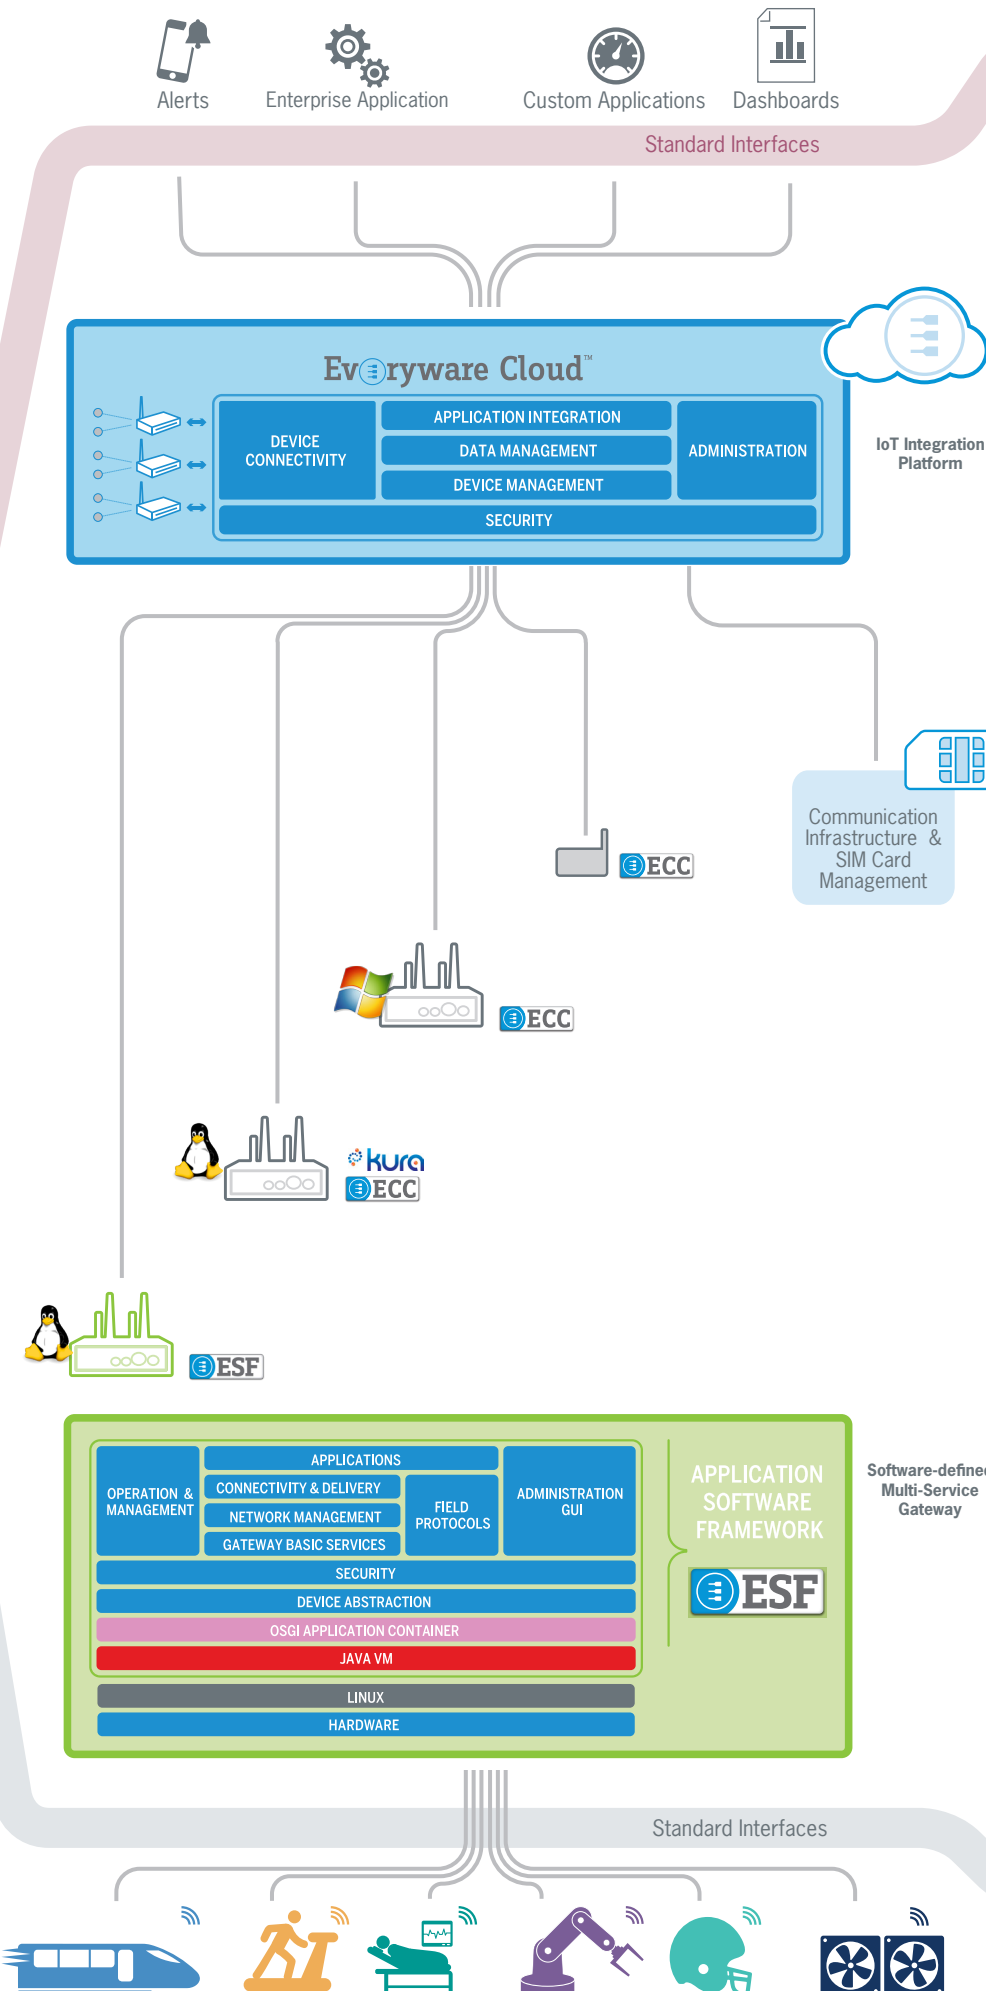 Alerts
Enterprise Application
Custom Applications
Dashboards
Standard Interfaces
Everyware Cloud™
DEVICE
CONNECTIVITY
APPLICATION INTEGRATION
DATA MANAGEMENT
DEVICE MANAGEMENT
ADMINISTRATION
SECURITY
IoT Integration
Platform
Communication
Infrastructure &
SIM Card
Management
ECC
ECC
kura
ECC
ESF
OPERATION &
MANAGEMENT
APPLICATIONS
CONNECTIVITY & DELIVERY
NETWORK MANAGEMENT
GATEWAY BASIC SERVICES
FIELD
PROTOCOLS
ADMINISTRATION
GUI
SECURITY
DEVICE ABSTRACTION
OSGI APPLICATION CONTAINER
JAVA VM
LINUX
HARDWARE
APPLICATION
SOFTWARE
FRAMEWORK
ESF
Software-define
Multi-Service
Gateway
Standard Interfaces